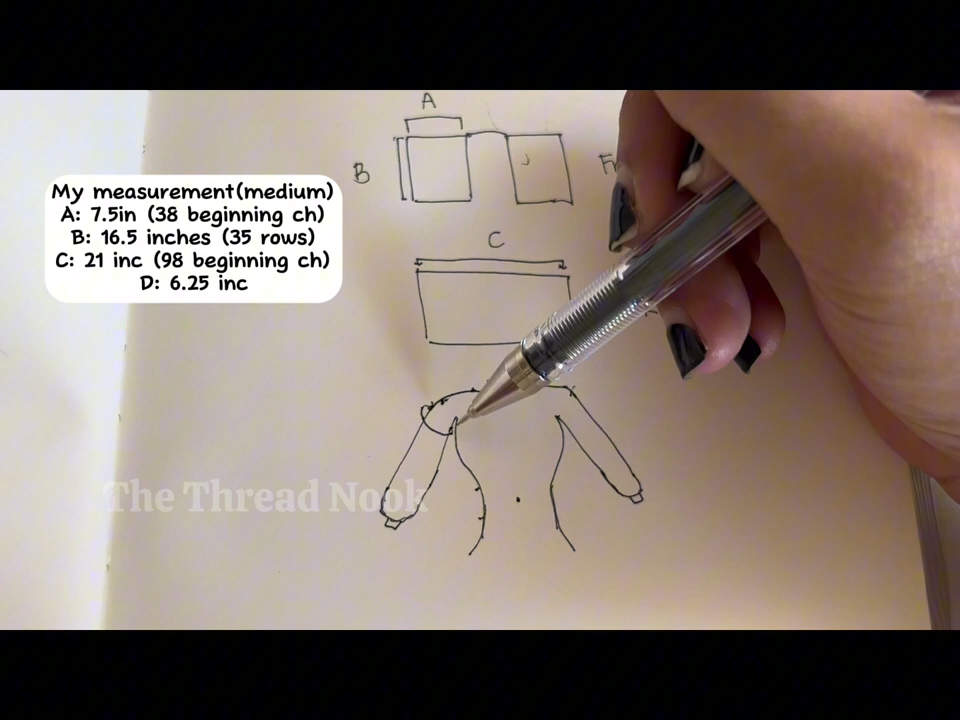 A
B
My measurement(medium)
A: 7.5in (38 beginning ch)
B: 16.5 inches (35 rows)
C: 21 inc (98 beginning ch)
D: 6.25 inc
C
The Thread Nook